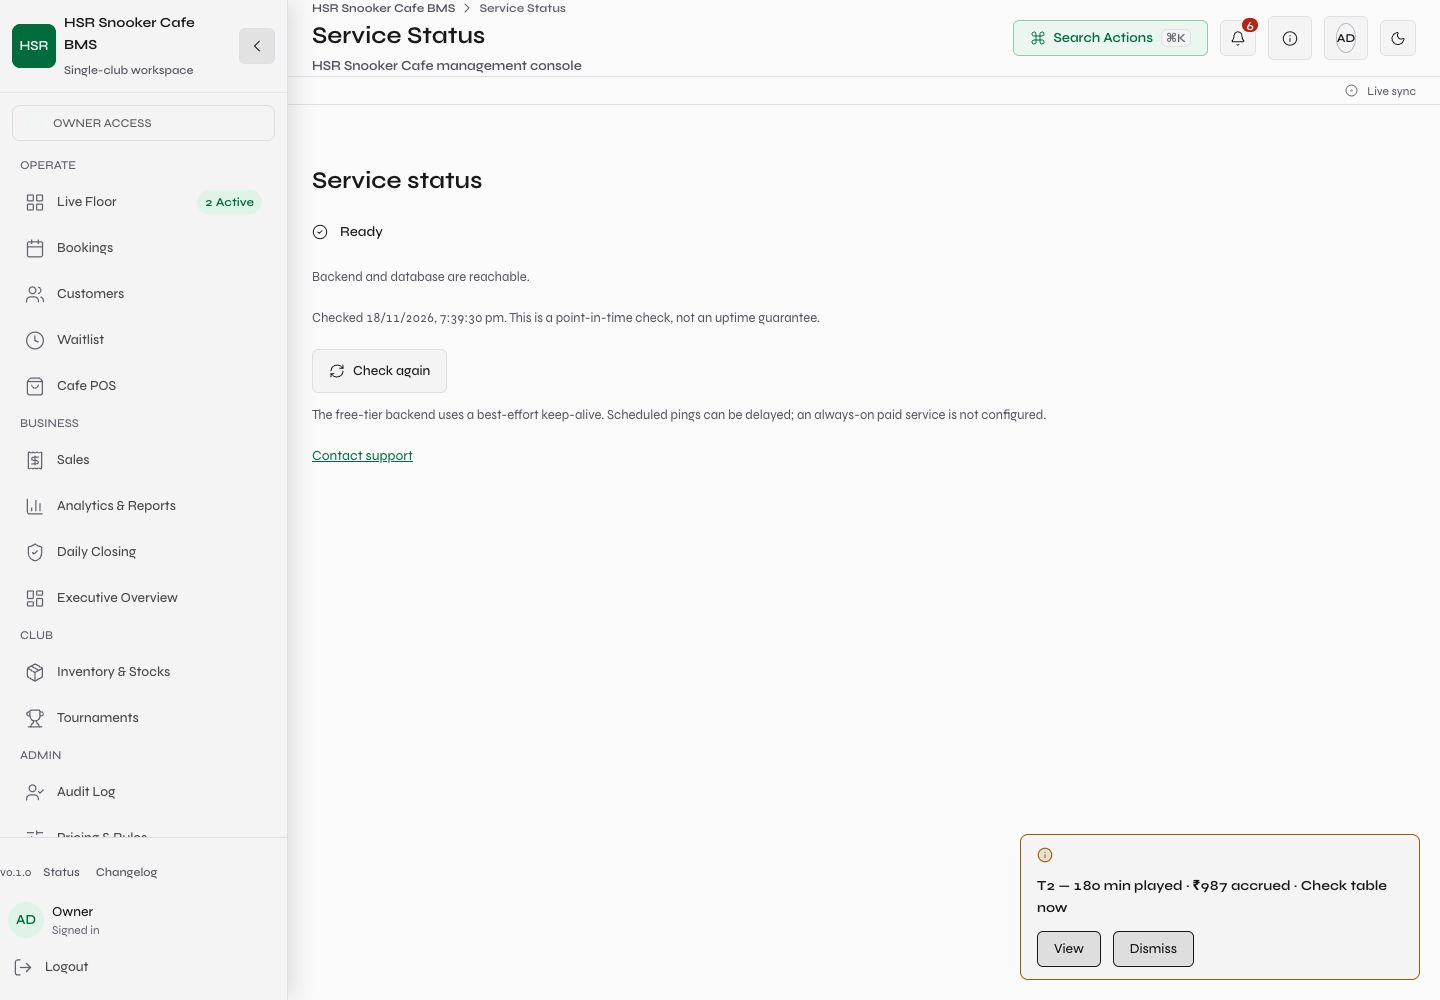 HSR
HSR Snooker Cafe
BMS
Single-club workspace
OWNER ACCESS
OPERATE
Live Floor
2 Active
Bookings
Customers
Waitlist
Cafe POS
BUSINESS
Sales
Analytics & Reports
Daily Closing
Executive Overview
CLUB
Inventory & Stocks
Tournaments
ADMIN
Audit Log
Pricing & Rules
v0.1.0 Status Changelog
AD
Owner
Signed in
Logout
HSR Snooker Cafe BMS > Service Status
Service Status
HSR Snooker Cafe management console
Search Actions ⌘K
6
AD
Live sync
Service status
Ready
Backend and database are reachable.
Checked 18/11/2026, 7:39:30 pm. This is a point-in-time check, not an uptime guarantee.
Check again
The free-tier backend uses a best-effort keep-alive. Scheduled pings can be delayed; an always-on paid service is not configured.
Contact support
T2 — 180 min played · ₹987 accrued · Check table
now
View
Dismiss